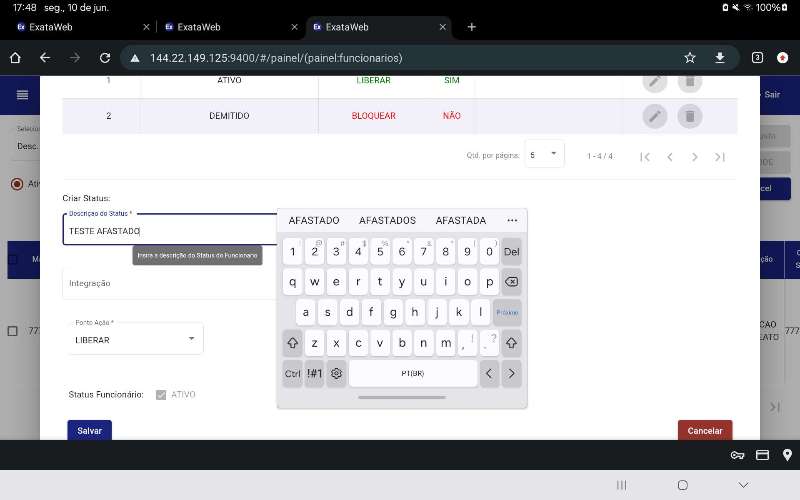 17:48 seg., 10 de jun. 100%
ExataWeb ExataWeb ExataWeb
144.22.149.125:9400/#/painel/(painel:funcionarios) 3
Sair
1 ATIVO LIBERAR SIM
2 DEMITIDO BLOQUEAR NÃO
Qtd. por página: 5 1 - 4 / 4
Desc.
Criar Status:
Descrição do Status *
TESTE AFASTADO
Insira a descrição do Status do Funcionario
Integração
Ponto Ação *
LIBERAR
Status Funcionário: ATIVO
Salvar Cancelar
AFASTADO AFASTADOS AFASTADA ...
1 2 3 4 5 6 7 8 9 0 Del
q w e r t y u i o p
a s d f g h j k l Próximo
z x c v b n m , ! . ?
Ctrl !#1 PT(BR) < >